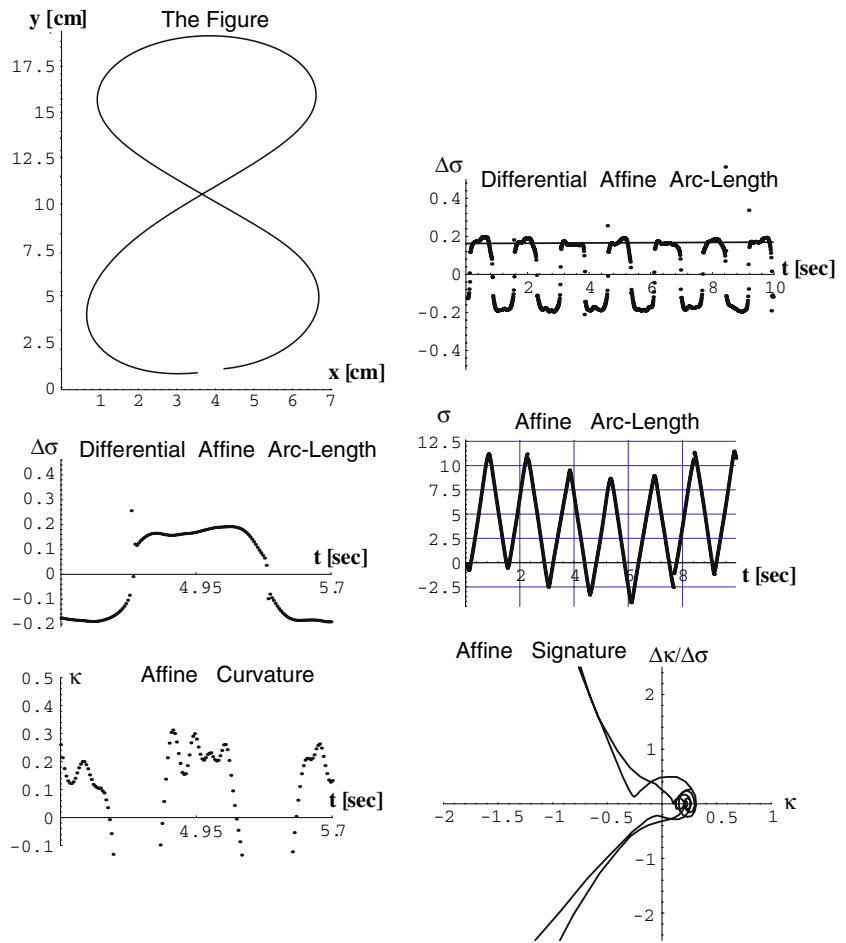 y [cm]
The Figure
17.5
15
12.5
10
7.5
5
2.5
0
x [cm]
1 2 3 4 5 6 7
Δσ
Differential Affine Arc-Length
0.4
0.2
0
-0.2
-0.4
t [sec]
2 4 6 8 10
Δσ
Differential Affine Arc-Length
0.4
0.3
0.2
0.1
0
-0.1
-0.2
t [sec]
4.95 5.7
σ
Affine Arc-Length
12.5
10
7.5
5
2.5
0
-2.5
t [sec]
2 4 6 8
κ
Affine Curvature
0.5
0.4
0.3
0.2
0.1
0
-0.1
t [sec]
4.95 5.7
Affine Signature
Δκ/Δσ
2
1
-1
-2
κ
-2 -1.5 -1 -0.5 0.5 1